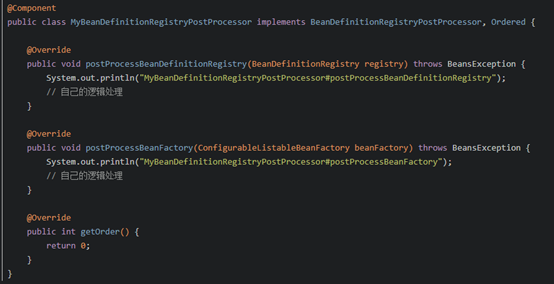 @Component
public class MyBeanDefinitionRegistryPostProcessor implements BeanDefinitionRegistryPostProcessor, Ordered {
@Override
public void postProcessBeanDefinitionRegistry(BeanDefinitionRegistry registry) throws BeansException {
System.out.println("MyBeanDefinitionRegistryPostProcessor#postProcessBeanDefinitionRegistry");
// 自己的逻辑处理
}
@Override
public void postProcessBeanFactory(ConfigurableListableBeanFactory beanFactory) throws BeansException {
System.out.println("MyBeanDefinitionRegistryPostProcessor#postProcessBeanFactory");
// 自己的逻辑处理
}
@Override
public int getOrder() {
return 0;
}
}